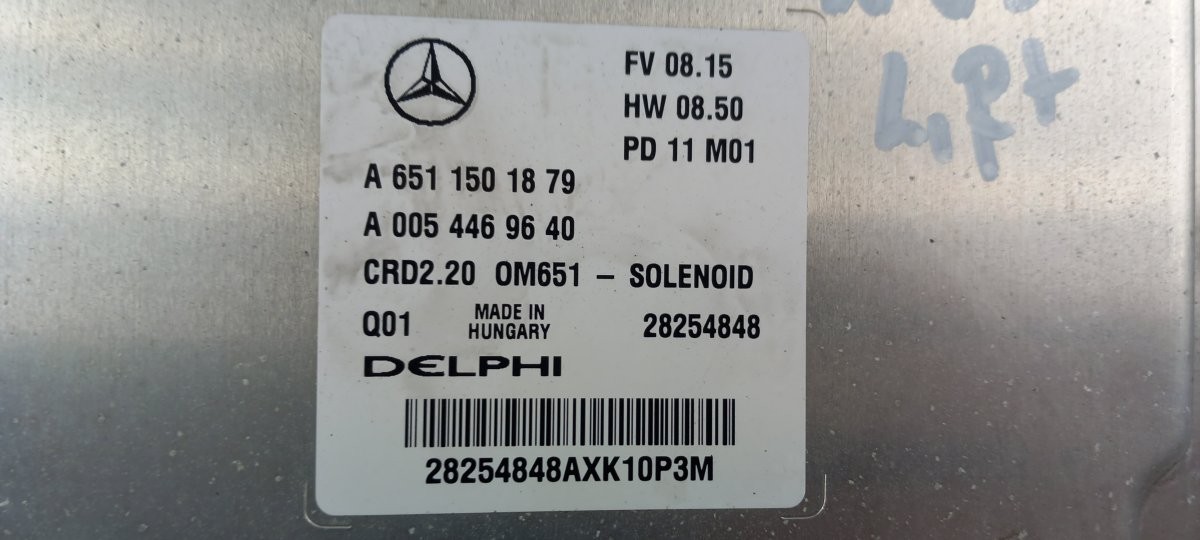 FV 08.15
HW 08.50
PD 11 M01
A 651 150 18 79
A 005 446 96 40
CRD2.20 OM651 – SOLENOID
Q01 MADE IN HUNGARY 28254848
DELPHI
28254848AXK10P3M